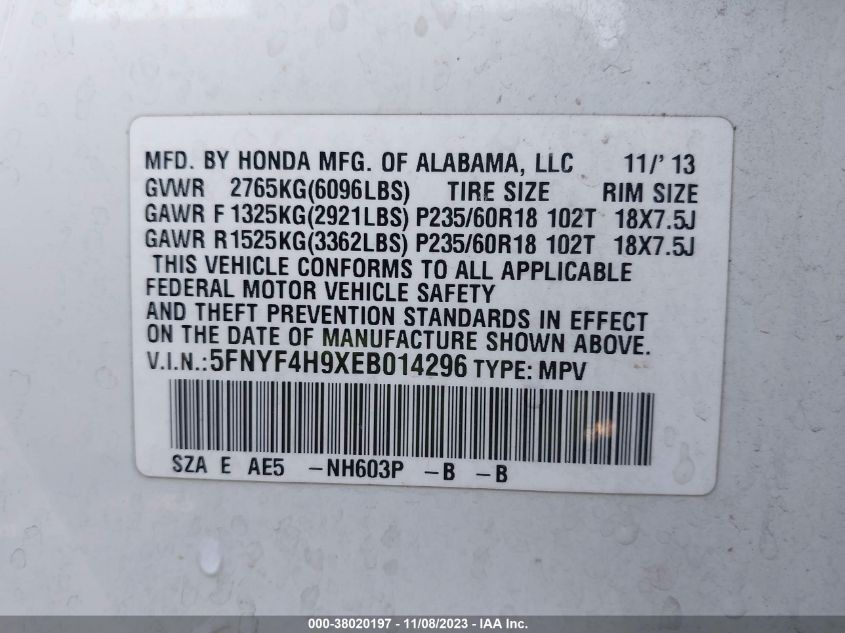 MFD. BY HONDA MFG. OF ALABAMA, LLC 11/' 13
GVWR 2765KG(6096LBS) TIRE SIZE RIM SIZE
GAWR F 1325KG(2921LBS) P235/60R18 102T 18X7.5J
GAWR R 1525KG(3362LBS) P235/60R18 102T 18X7.5J
THIS VEHICLE CONFORMS TO ALL APPLICABLE
FEDERAL MOTOR VEHICLE SAFETY
AND THEFT PREVENTION STANDARDS IN EFFECT
ON THE DATE OF MANUFACTURE SHOWN ABOVE.
V.I.N.: 5FNYF4H9XEB014296 TYPE: MPV
SZA E AE5 -NH603P -B -B
000-38020197 - 11/08/2023 - IAA Inc.